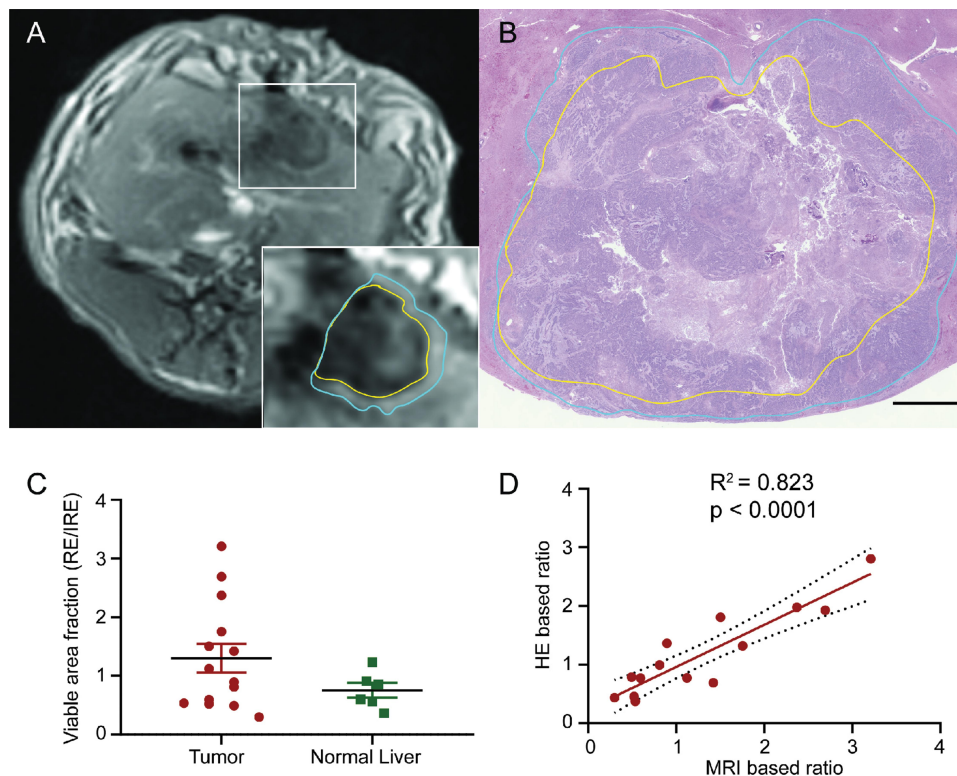 A
B
C
Viable area fraction (RE/IRE)
4
3
2
1
0
Tumor
Normal Liver
D
R² = 0.823
p < 0.0001
HE based ratio
4
3
2
1
0
0
1
2
3
4
MRI based ratio